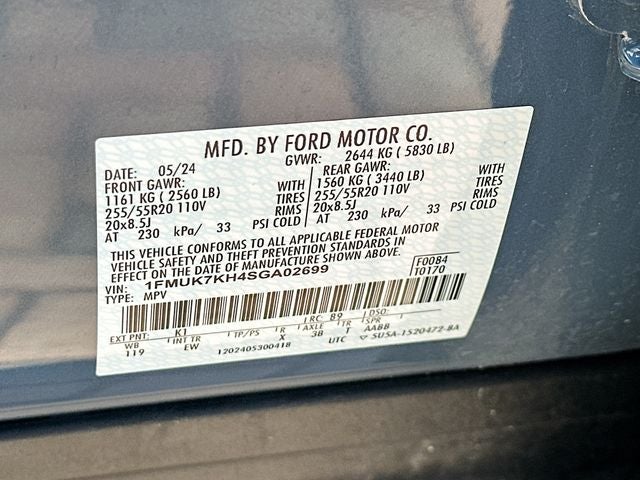 MFD. BY FORD MOTOR CO.
DATE: 05/24 GVWR: 2644 KG ( 5830 LB)
FRONT GAWR: REAR GAWR:
1161 KG ( 2560 LB) WITH 1560 KG ( 3440 LB) WITH
255/55R20 110V TIRES 255/55R20 110V TIRES
20x8.5J RIMS 20x8.5J RIMS
AT 230 kPa/ 33 PSI COLD AT 230 kPa/ 33 PSI COLD
THIS VEHICLE CONFORMS TO ALL APPLICABLE FEDERAL MOTOR
VEHICLE SAFETY AND THEFT PREVENTION STANDARDS IN
EFFECT ON THE DATE OF MANUFACTURE SHOWN ABOVE.
VIN: 1FMUK7KH4SGA02699 F0084
TYPE: MPV T0170
EXT PNT: K1 RC: 89 DSO:
WB INT TR TP/PS R AXLE TR SPR
119 EW X 3B T AABB
1202405300418 UTC ▽ SU5A-1520472-BA